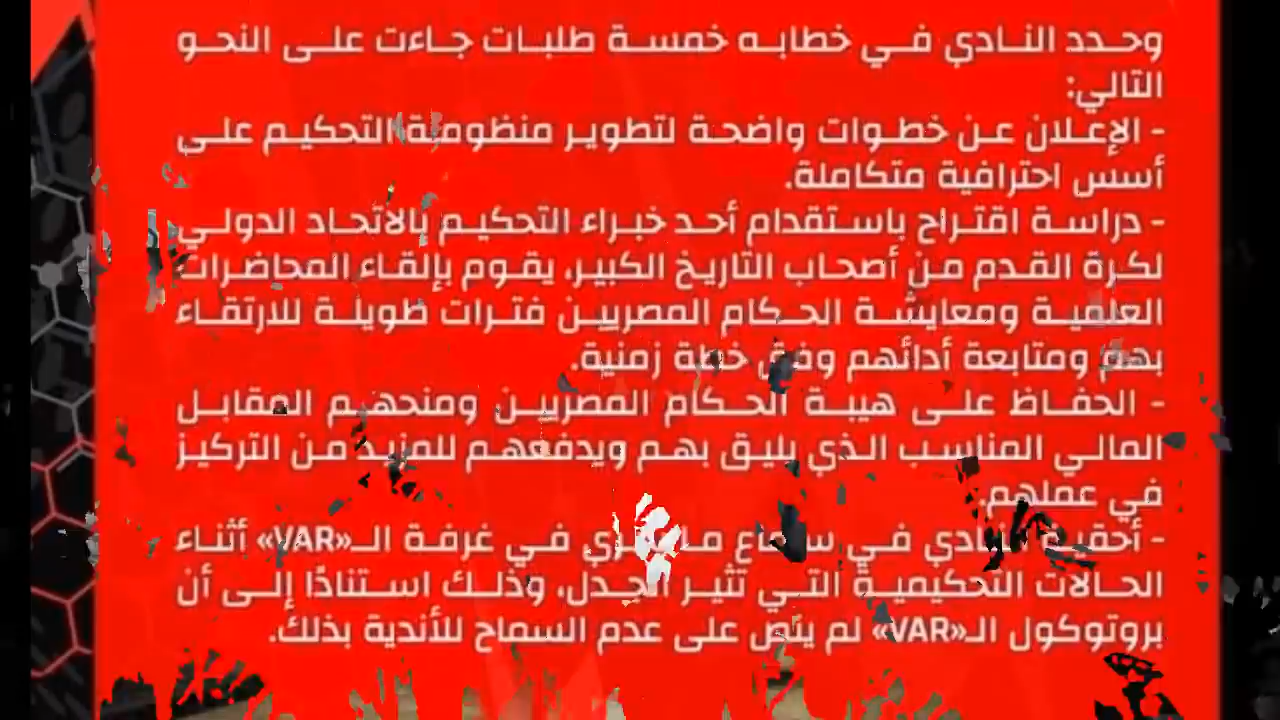 وحدد النادي في خطابه خمسة طلبات جاءت على النحو
التالي:
- الإعلان عن خطوات واضحة لتطوير منظومة التحكيم على
أسس احترافية متكاملة.
- دراسة اقتراح باستقدام أحد خبراء التحكيم بالاتحاد الدولي
لكرة القدم من أصحاب التاريخ الكبير، يقوم بإلقاء المحاضرات
العلمية ومعايشة الحكام المصريين فترات طويلة للارتقاء
بهم ومتابعة أدائهم وفق خطة زمنية.
- الحفاظ على هيبة الحكام المصريين ومنحهم المقابل
المالي المناسب الذي يليق بهم ويدفعهم للمزيد من التركيز
في عملهم.
- أحقية النادي في سماع ما يجري في غرفة الـ«VAR» أثناء
الحالات التحكيمية التي تثير الجدل، وذلك استنادًا إلى أن
بروتوكول الـ«VAR» لم ينص على عدم السماح للأندية بذلك.